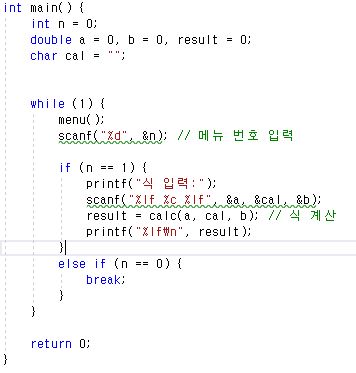 int main() {
    int n = 0;
    double a = 0, b = 0, result = 0;
    char cal = "";

    while (1) {
        menu();
        scanf("%d", &n); // 메뉴 번호 입력

        if (n == 1) {
            printf("식 입력:");
            scanf("%lf %c %lf", &a, &cal, &b);
            result = calc(a, cal, b); // 식 계산
            printf("%lf₩n", result);
        }
        else if (n == 0) {
            break;
        }
    }

    return 0;
}